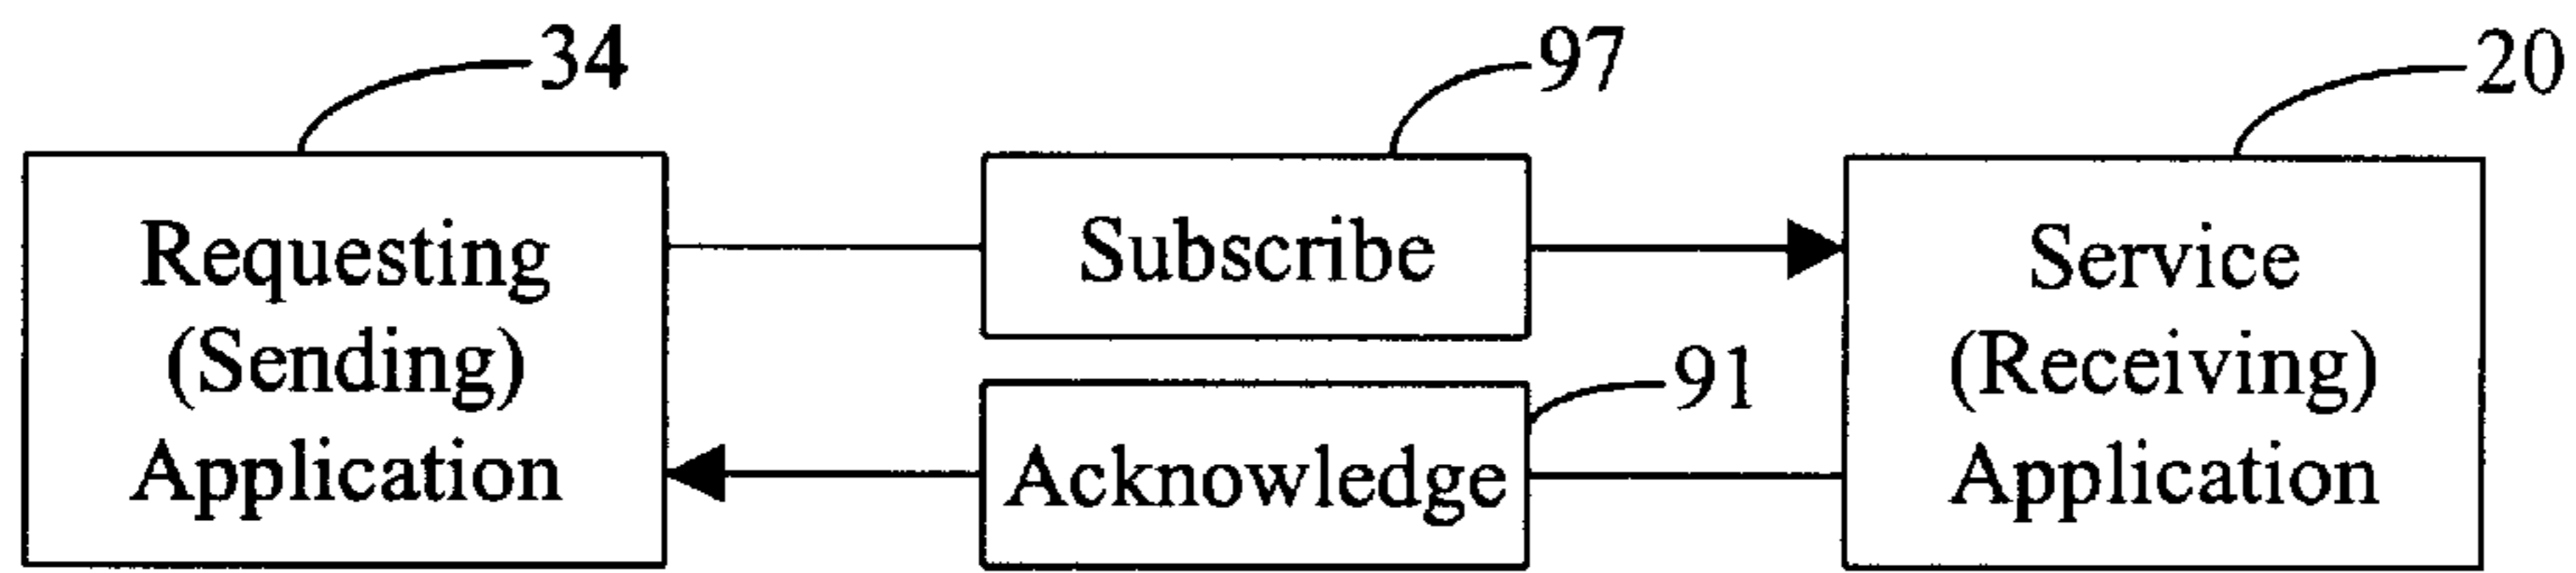 34
97
20
Requesting
(Sending)
Application
Subscribe
Service
(Receiving)
Application
91
Acknowledge